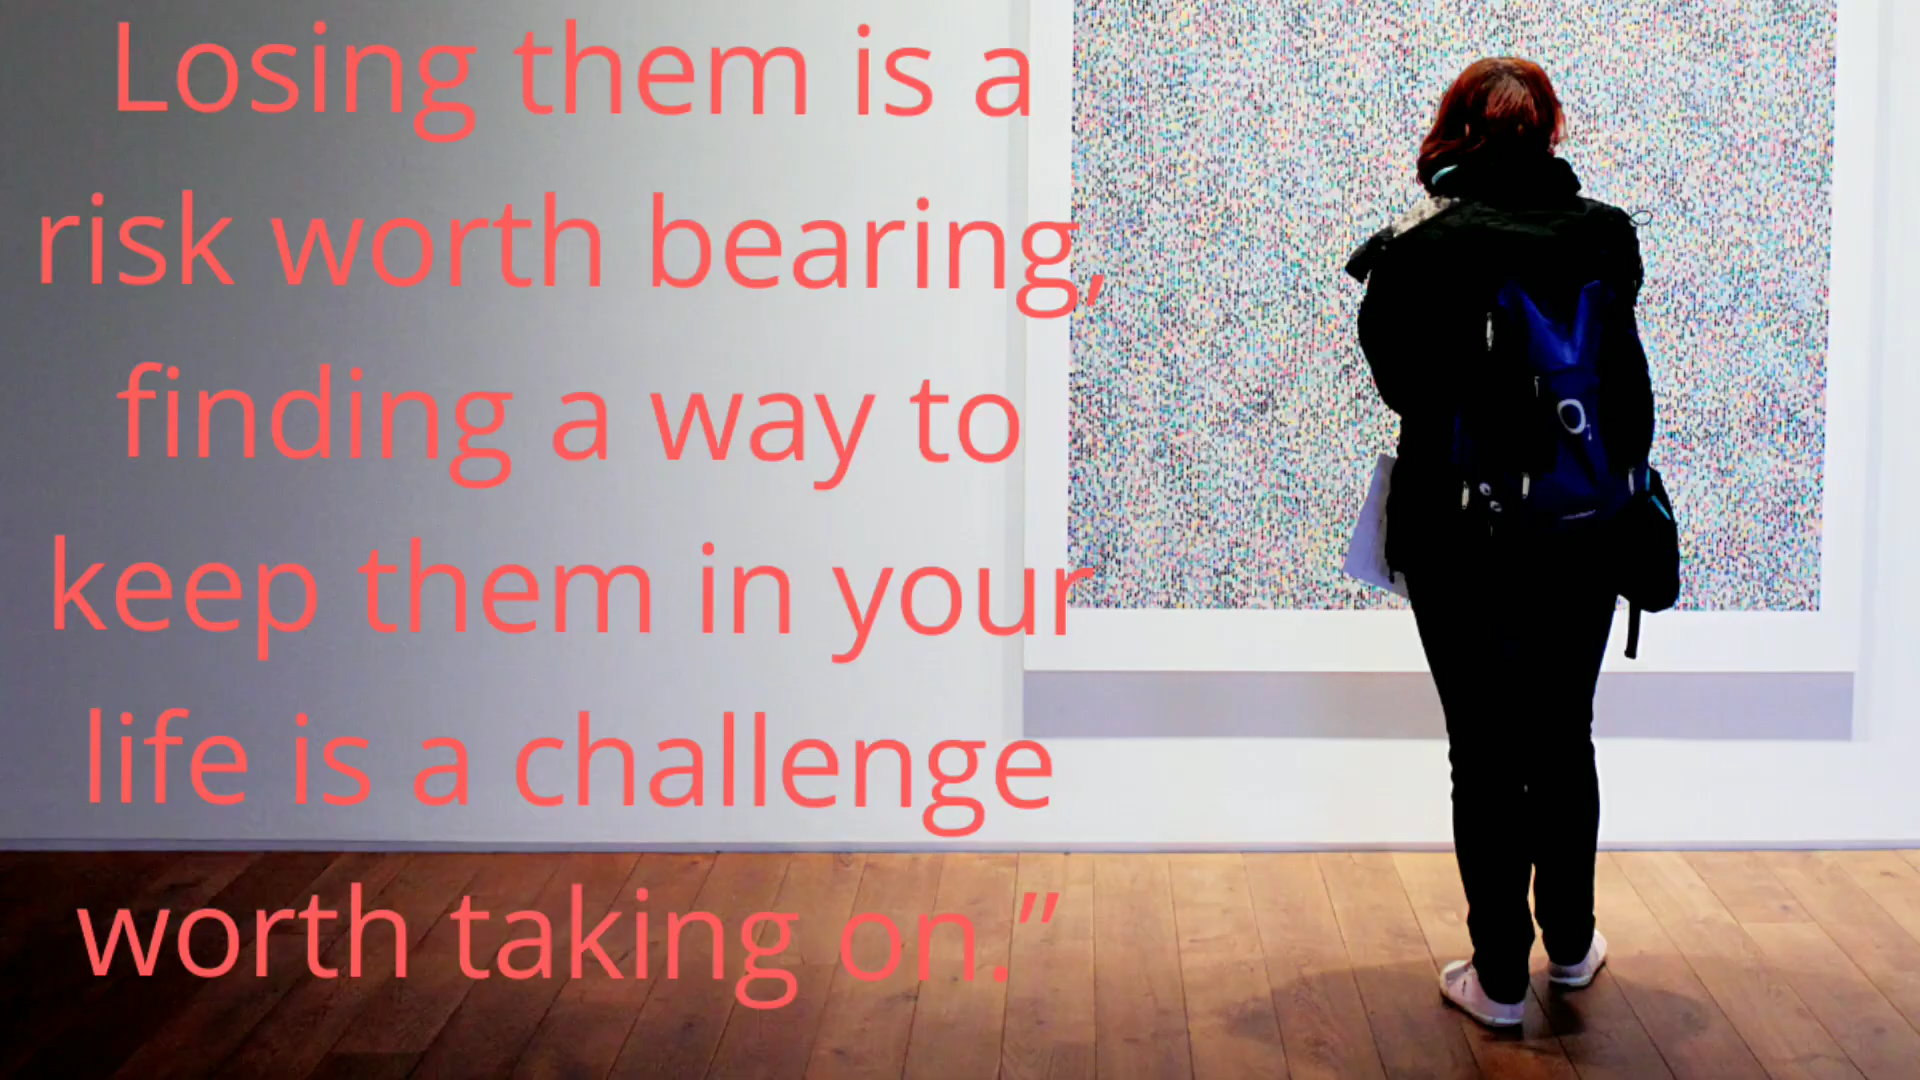 Losing them is a
risk worth bearing,
finding a way to
keep them in your
life is a challenge
worth taking on.”